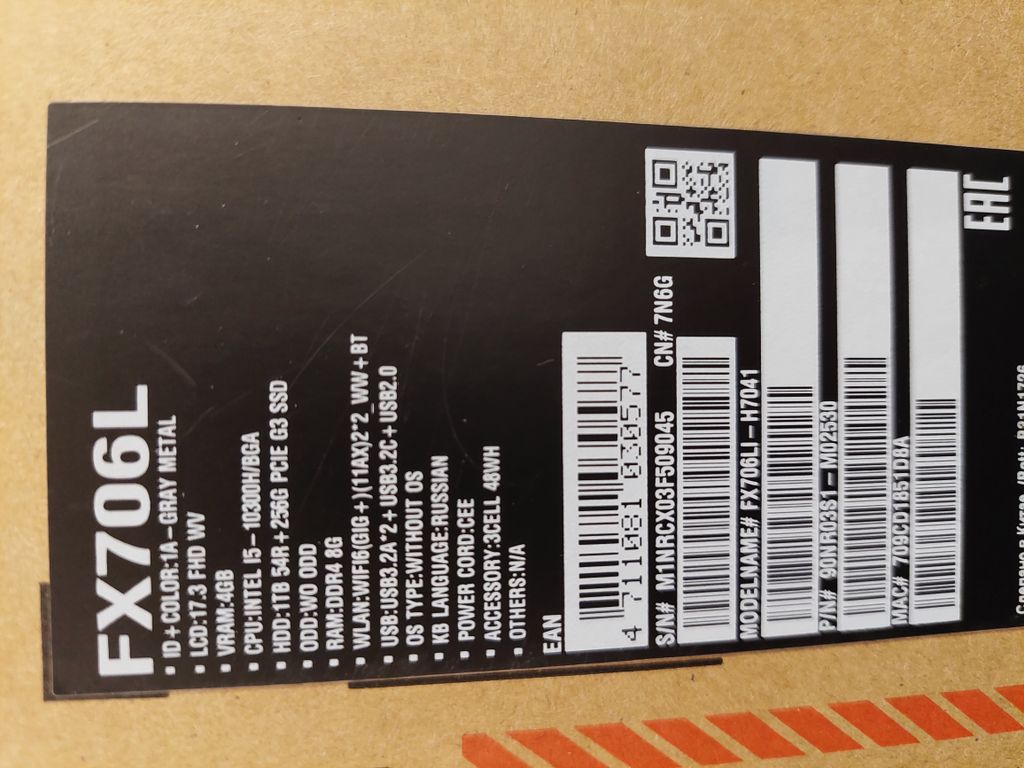 FX706L
▪ ID+COLOR:1A-GRAY METAL
▪ LCD:17.3 FHD WV
▪ VRAM:4GB
▪ CPU:INTEL I5-10300H/BGA
▪ HDD:1TB 54R+256G PCIE G3 SSD
▪ ODD:WO ODD
▪ RAM:DDR4 8G
▪ WLAN:WIFI6(GIG+)(11AX)2*2_WW+BT
▪ USB:USB3.2A*2+USB3.2C+USB2.0
▪ OS TYPE:WITHOUT OS
▪ KB LANGUAGE:RUSSIAN
▪ POWER CORD:CEE
▪ ACCESSORY:3CELL 48WH
▪ OTHERS:N/A
EAN
4 711081 030577
S/N# M1NRCX03F509045 CN# 7N6G
MODELNAME# FX706LI-H7041
P/N# 90NR03S1-M02530
MAC# 709CD1851D8A
EAC